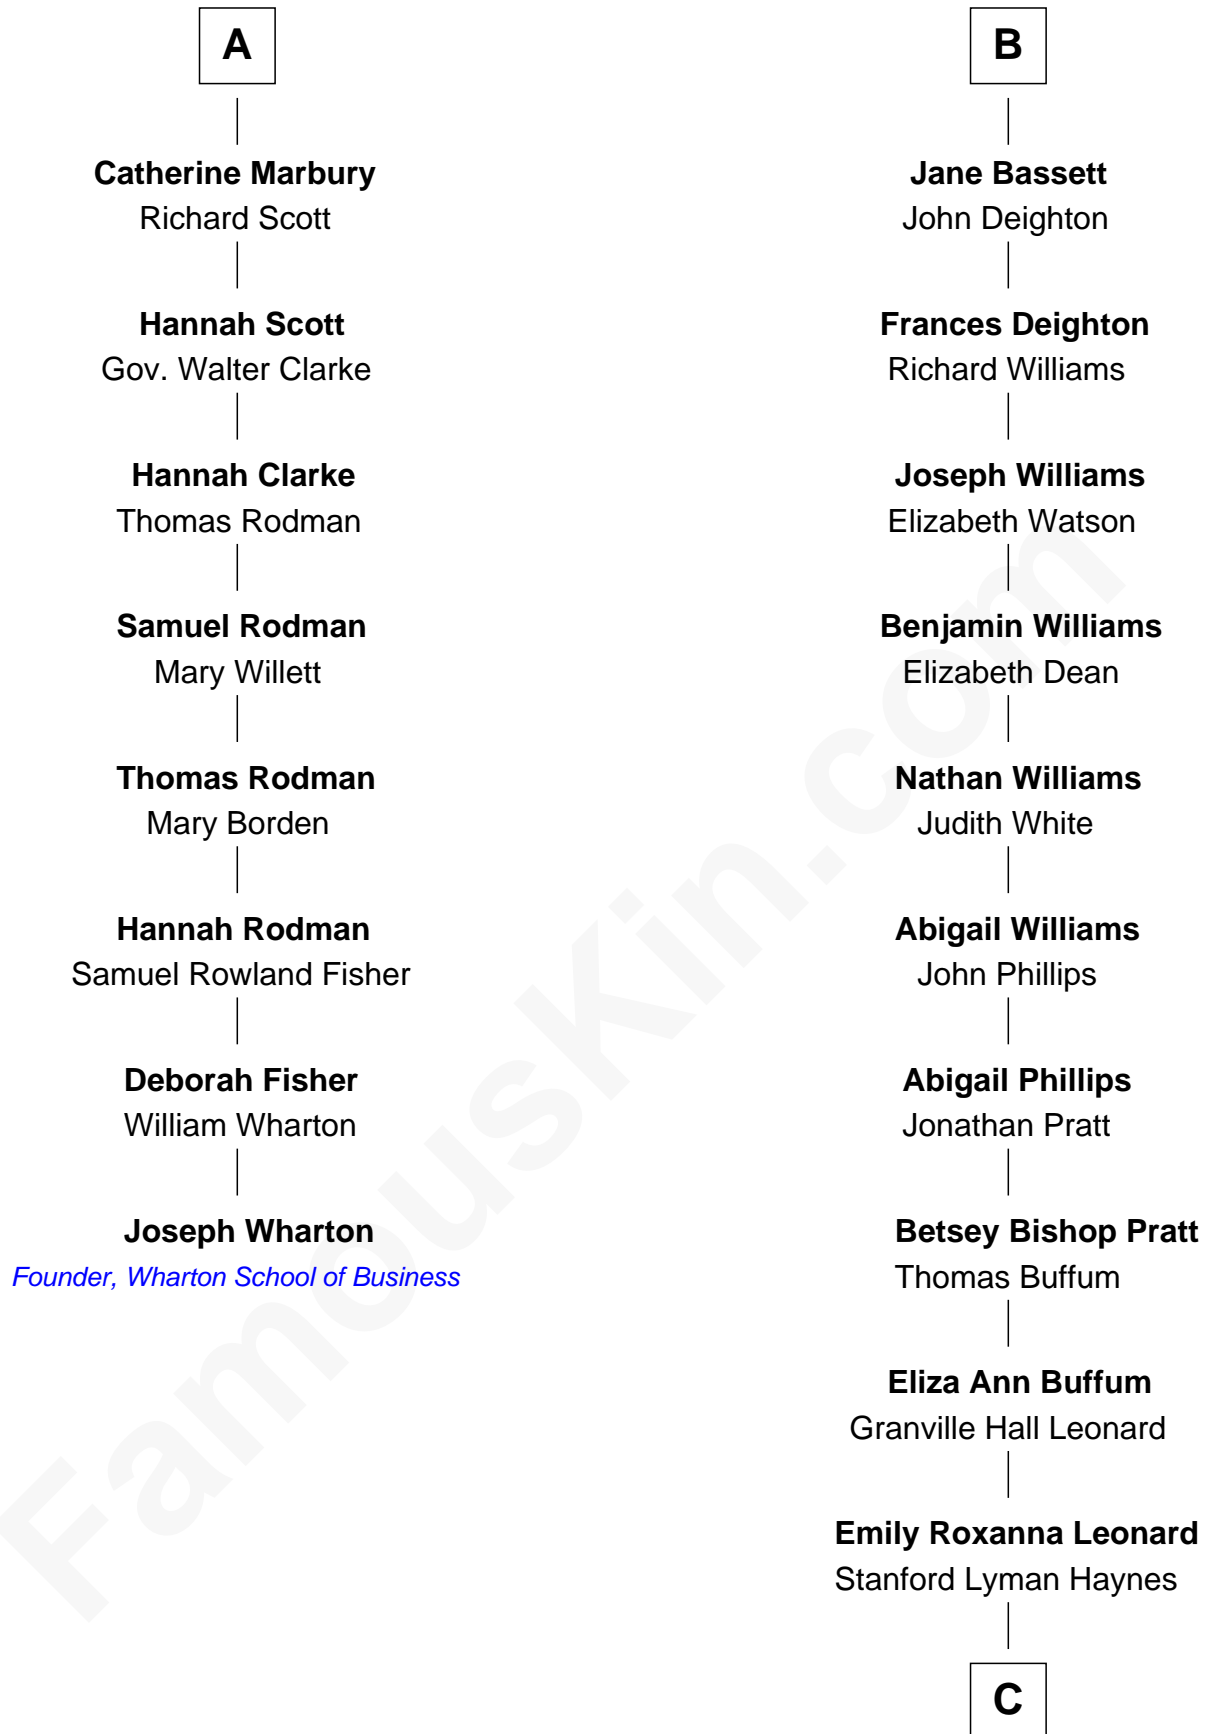 A
Catherine Marbury
Richard Scott
Hannah Scott
Gov. Walter Clarke
Hannah Clarke
Thomas Rodman
Samuel Rodman
Mary Willett
Thomas Rodman
Mary Borden
Hannah Rodman
Samuel Rowland Fisher
Deborah Fisher
William Wharton
Joseph Wharton
Founder, Wharton School of Business
B
Jane Bassett
John Deighton
Frances Deighton
Richard Williams
Joseph Williams
Elizabeth Watson
Benjamin Williams
Elizabeth Dean
Nathan Williams
Judith White
Abigail Williams
John Phillips
Abigail Phillips
Jonathan Pratt
Betsey Bishop Pratt
Thomas Buffum
Eliza Ann Buffum
Granville Hall Leonard
Emily Roxanna Leonard
Stanford Lyman Haynes
C
FamousKin.com